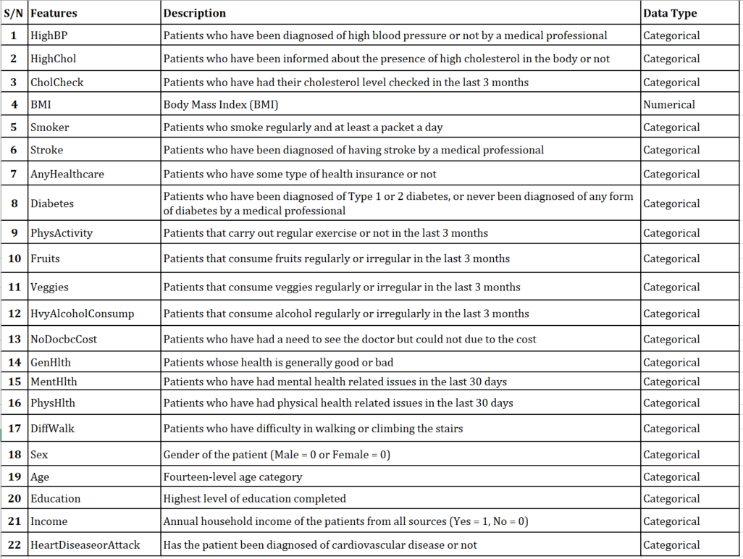 S/N Features Description Data Type
1 HighBP Patients who have been diagnosed of high blood pressure or not by a medical professional Categorical
2 HighChol Patients who have been informed about the presence of high cholesterol in the body or not Categorical
3 CholCheck Patients who have had their cholesterol level checked in the last 3 months Categorical
4 BMI Body Mass Index (BMI) Numerical
5 Smoker Patients who smoke regularly and at least a packet a day Categorical
6 Stroke Patients who have been diagnosed of having stroke by a medical professional Categorical
7 AnyHealthcare Patients who have some type of health insurance or not Categorical
8 Diabetes Patients who have been diagnosed of Type 1 or 2 diabetes, or never been diagnosed of any form
of diabetes by a medical professional Categorical
9 PhysActivity Patients that carry out regular exercise or not in the last 3 months Categorical
10 Fruits Patients that consume fruits regularly or irregular in the last 3 months Categorical
11 Veggies Patients that consume veggies regularly or irregular in the last 3 months Categorical
12 HvyAlcoholConsump Patients that consume alcohol regularly or irregularly in the last 3 months Categorical
13 NoDocbcCost Patients who have had a need to see the doctor but could not due to the cost Categorical
14 GenHlth Patients whose health is generally good or bad Categorical
15 MentHlth Patients who have had mental health related issues in the last 30 days Categorical
16 PhysHlth Patients who have had physical health related issues in the last 30 days Categorical
17 DiffWalk Patients who have difficulty in walking or climbing the stairs Categorical
18 Sex Gender of the patient (Male = 0 or Female = 0) Categorical
19 Age Fourteen-level age category Categorical
20 Education Highest level of education completed Categorical
21 Income Annual household income of the patients from all sources (Yes = 1, No = 0) Categorical
22 HeartDiseaseorAttack Has the patient been diagnosed of cardiovascular disease or not Categorical